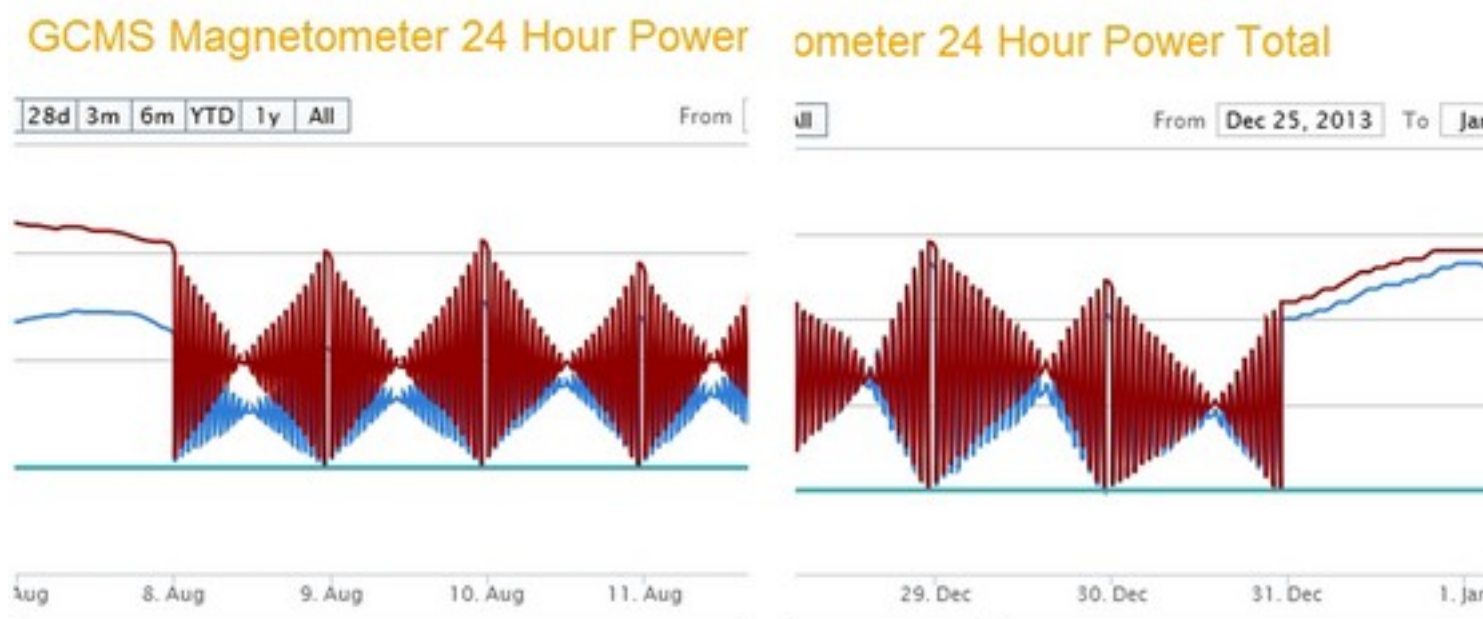 GCMS Magnetometer 24 Hour Power
28d 3m 6m YTD 1y All
From
8. Aug 9. Aug 10. Aug 11. Aug
ometer 24 Hour Power Total
From Dec 25, 2013 To Jan
29. Dec 30. Dec 31. Dec 1. Jan